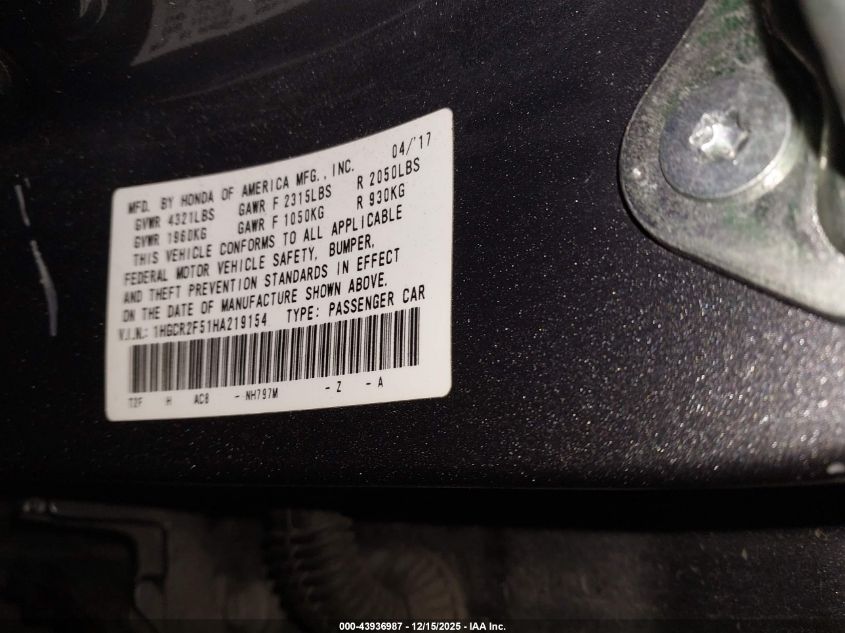 MFD. BY HONDA OF AMERICA MFG., INC. 04/'17
GVWR 4321LBS GAWR F 2315LBS R 2050LBS
GVWR 1960KG GAWR F 1050KG R 930KG
THIS VEHICLE CONFORMS TO ALL APPLICABLE
FEDERAL MOTOR VEHICLE SAFETY, BUMPER,
AND THEFT PREVENTION STANDARDS IN EFFECT
ON THE DATE OF MANUFACTURE SHOWN ABOVE.
V.I.N.: 1HGCR2F51HA219154 TYPE: PASSENGER CAR
T2F H AC8 - NH797M - Z - A
000-43936987 - 12/15/2025 - IAA Inc.